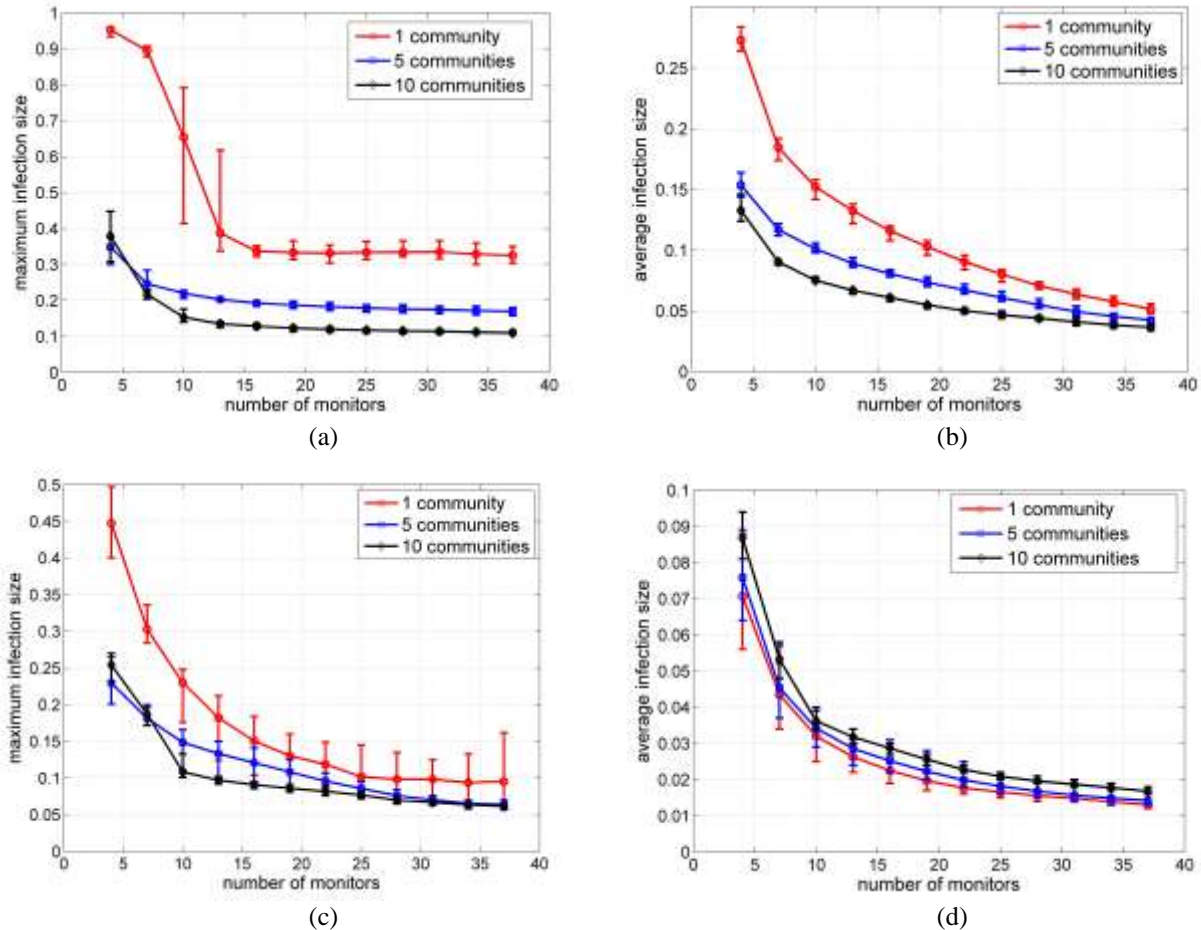 1
0.9
0.8
0.7
0.6
0.5
0.4
0.3
0.2
0.1
0
maximum infection size
1 community
5 communities
10 communities
0 5 10 15 20 25 30 35 40
number of monitors
(a)
0.25
0.2
0.15
0.1
0.05
0
average infection size
1 community
5 communities
10 communities
0 5 10 15 20 25 30 35 40
number of monitors
(b)
0.5
0.45
0.4
0.35
0.3
0.25
0.2
0.15
0.1
0.05
0
maximum infection size
1 community
5 communities
10 communities
0 5 10 15 20 25 30 35 40
number of monitors
(c)
0.1
0.09
0.08
0.07
0.06
0.05
0.04
0.03
0.02
0.01
0
average infection size
1 community
5 communities
10 communities
0 5 10 15 20 25 30 35 40
number of monitors
(d)